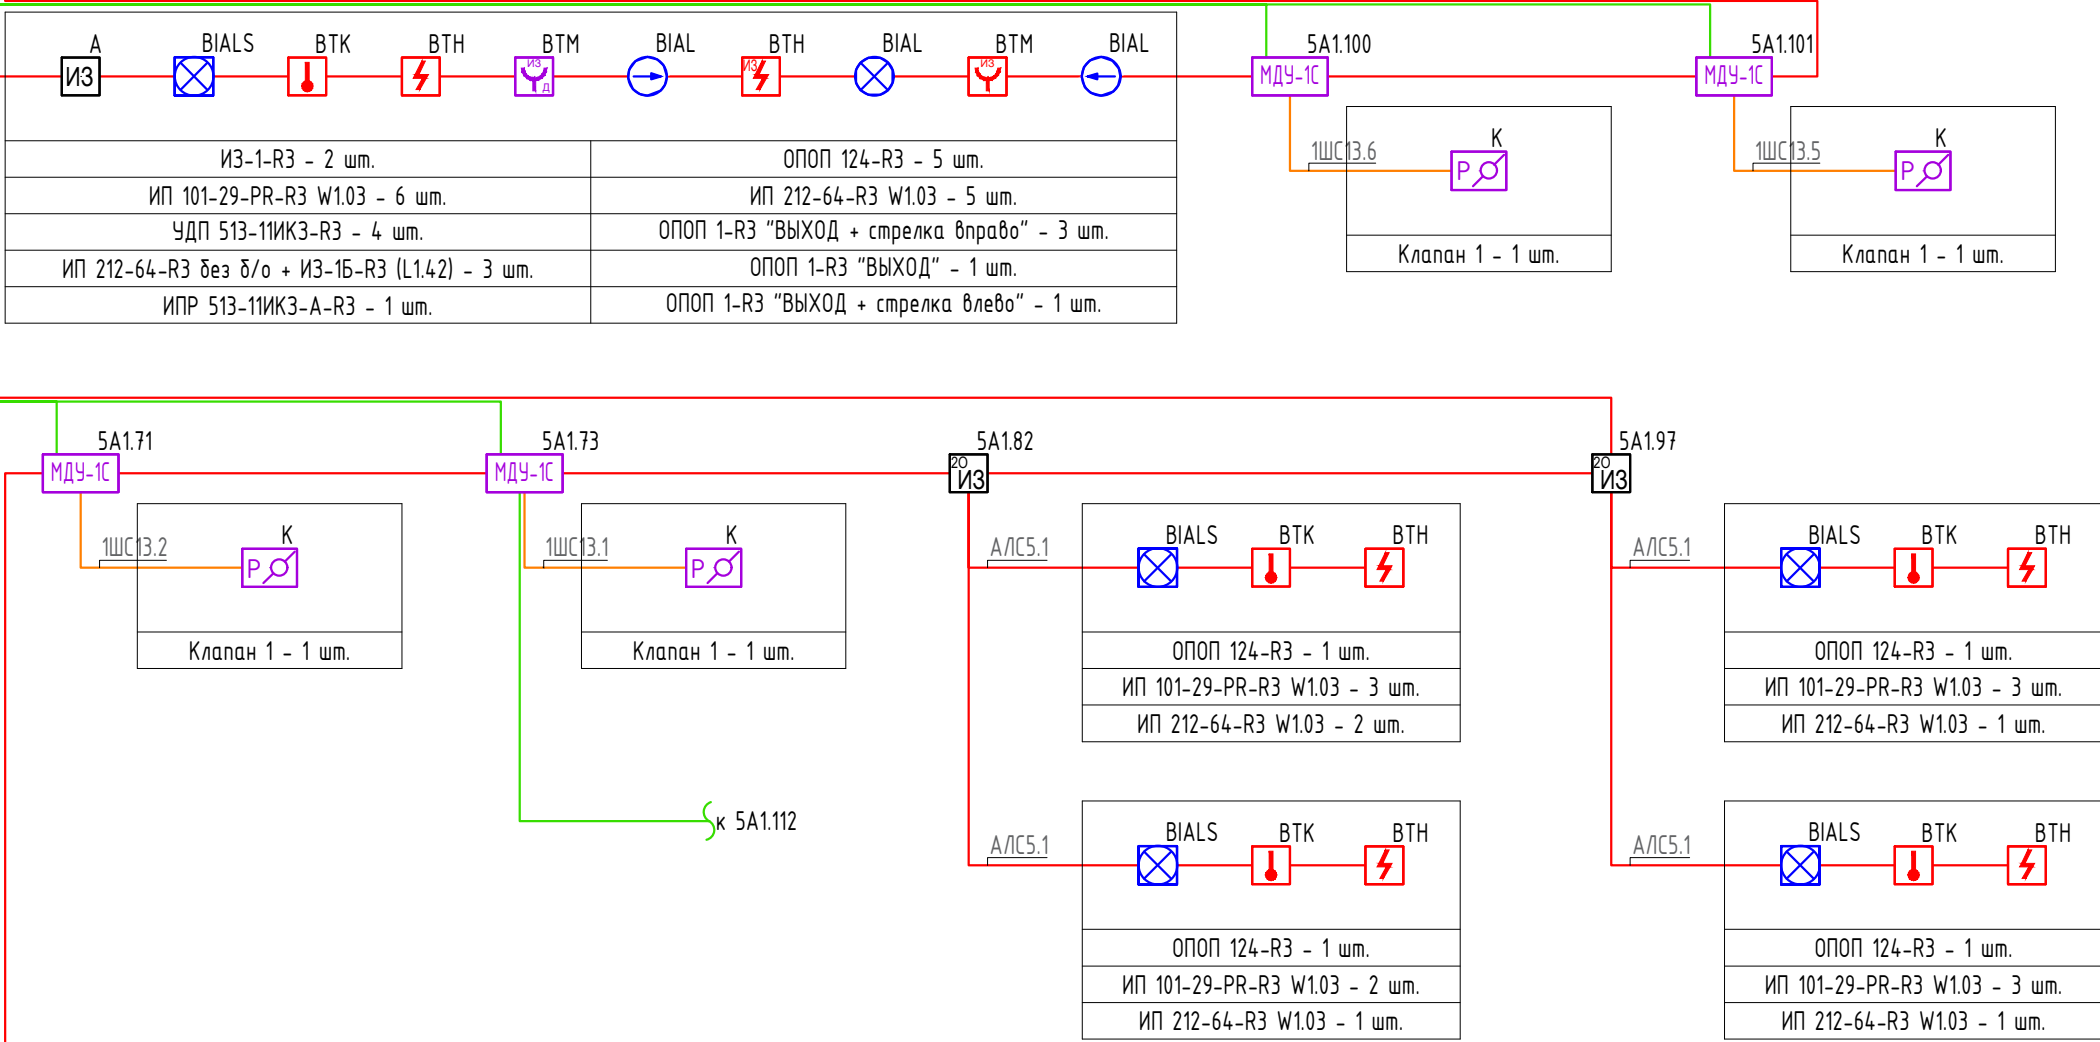 A BIALS BTK BTH BTM BIAL BTH BIAL BTM BIAL
ИЗ ИЗ Д ИЗ ИЗ
5А1.100 5А1.101
МДУ-1С МДУ-1С
1ШС13.6 К 1ШС13.5 К
Р Р
Клапан 1 - 1 шт. Клапан 1 - 1 шт.
ИЗ-1-R3 - 2 шт. ОПОП 124-R3 - 5 шт.
ИП 101-29-PR-R3 W1.03 - 6 шт. ИП 212-64-R3 W1.03 - 5 шт.
УДП 513-11ИКЗ-R3 - 4 шт. ОПОП 1-R3 "ВЫХОД + стрелка вправо" - 3 шт.
ИП 212-64-R3 без б/о + ИЗ-1Б-R3 (L1.42) - 3 шт. ОПОП 1-R3 "ВЫХОД" - 1 шт.
ИПР 513-11ИКЗ-А-R3 - 1 шт. ОПОП 1-R3 "ВЫХОД + стрелка влево" - 1 шт.
5А1.71 5А1.73 5А1.82 5А1.97
МДУ-1С МДУ-1С 20 ИЗ 20 ИЗ
1ШС13.2 К 1ШС13.1 К
Р Р
Клапан 1 - 1 шт. Клапан 1 - 1 шт.
АЛС5.1 BIALS BTK BTH АЛС5.1 BIALS BTK BTH
ОПОП 124-R3 - 1 шт. ОПОП 124-R3 - 1 шт.
ИП 101-29-PR-R3 W1.03 - 3 шт. ИП 101-29-PR-R3 W1.03 - 3 шт.
ИП 212-64-R3 W1.03 - 2 шт. ИП 212-64-R3 W1.03 - 1 шт.
к 5А1.112
АЛС5.1 BIALS BTK BTH АЛС5.1 BIALS BTK BTH
ОПОП 124-R3 - 1 шт. ОПОП 124-R3 - 1 шт.
ИП 101-29-PR-R3 W1.03 - 2 шт. ИП 101-29-PR-R3 W1.03 - 3 шт.
ИП 212-64-R3 W1.03 - 1 шт. ИП 212-64-R3 W1.03 - 1 шт.